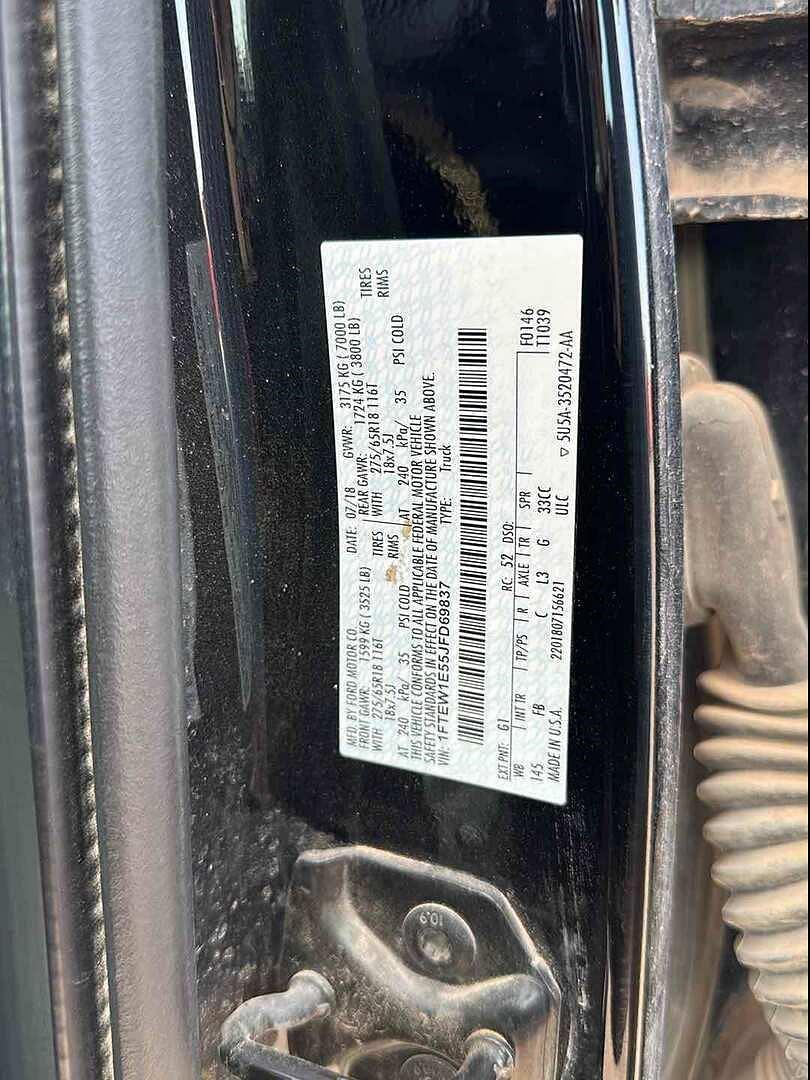 MFD BY FORD MOTOR CO
DATE: 07/18 GVWR: 3175 KG ( 7000 LB)
FRONT GAWR: 1599 KG ( 3525 LB) REAR GAWR: 1724 KG ( 3800 LB)
WITH 275/65R18 116T TIRES WITH 275/65R18 116T TIRES
18x7.5J RIMS 18x7.5J RIMS
AT 240 kPa/ 35 PSI COLD AT 240 kPa/ 35 PSI COLD
THIS VEHICLE CONFORMS TO ALL APPLICABLE FEDERAL MOTOR VEHICLE
SAFETY STANDARDS IN EFFECT ON THE DATE OF MANUFACTURE SHOWN ABOVE.
VIN: 1FTEW1E55JFD69837 TYPE: Truck
EXT PNT: G1 RC: 52 DSO: F0146
WB INT TR TP/PS R AXLE TR SPR T1039
145 FB C L3 G 33CC
MADE IN U.S.A. 2201807156621 ULC
5U5A-3520472-AA
10.9